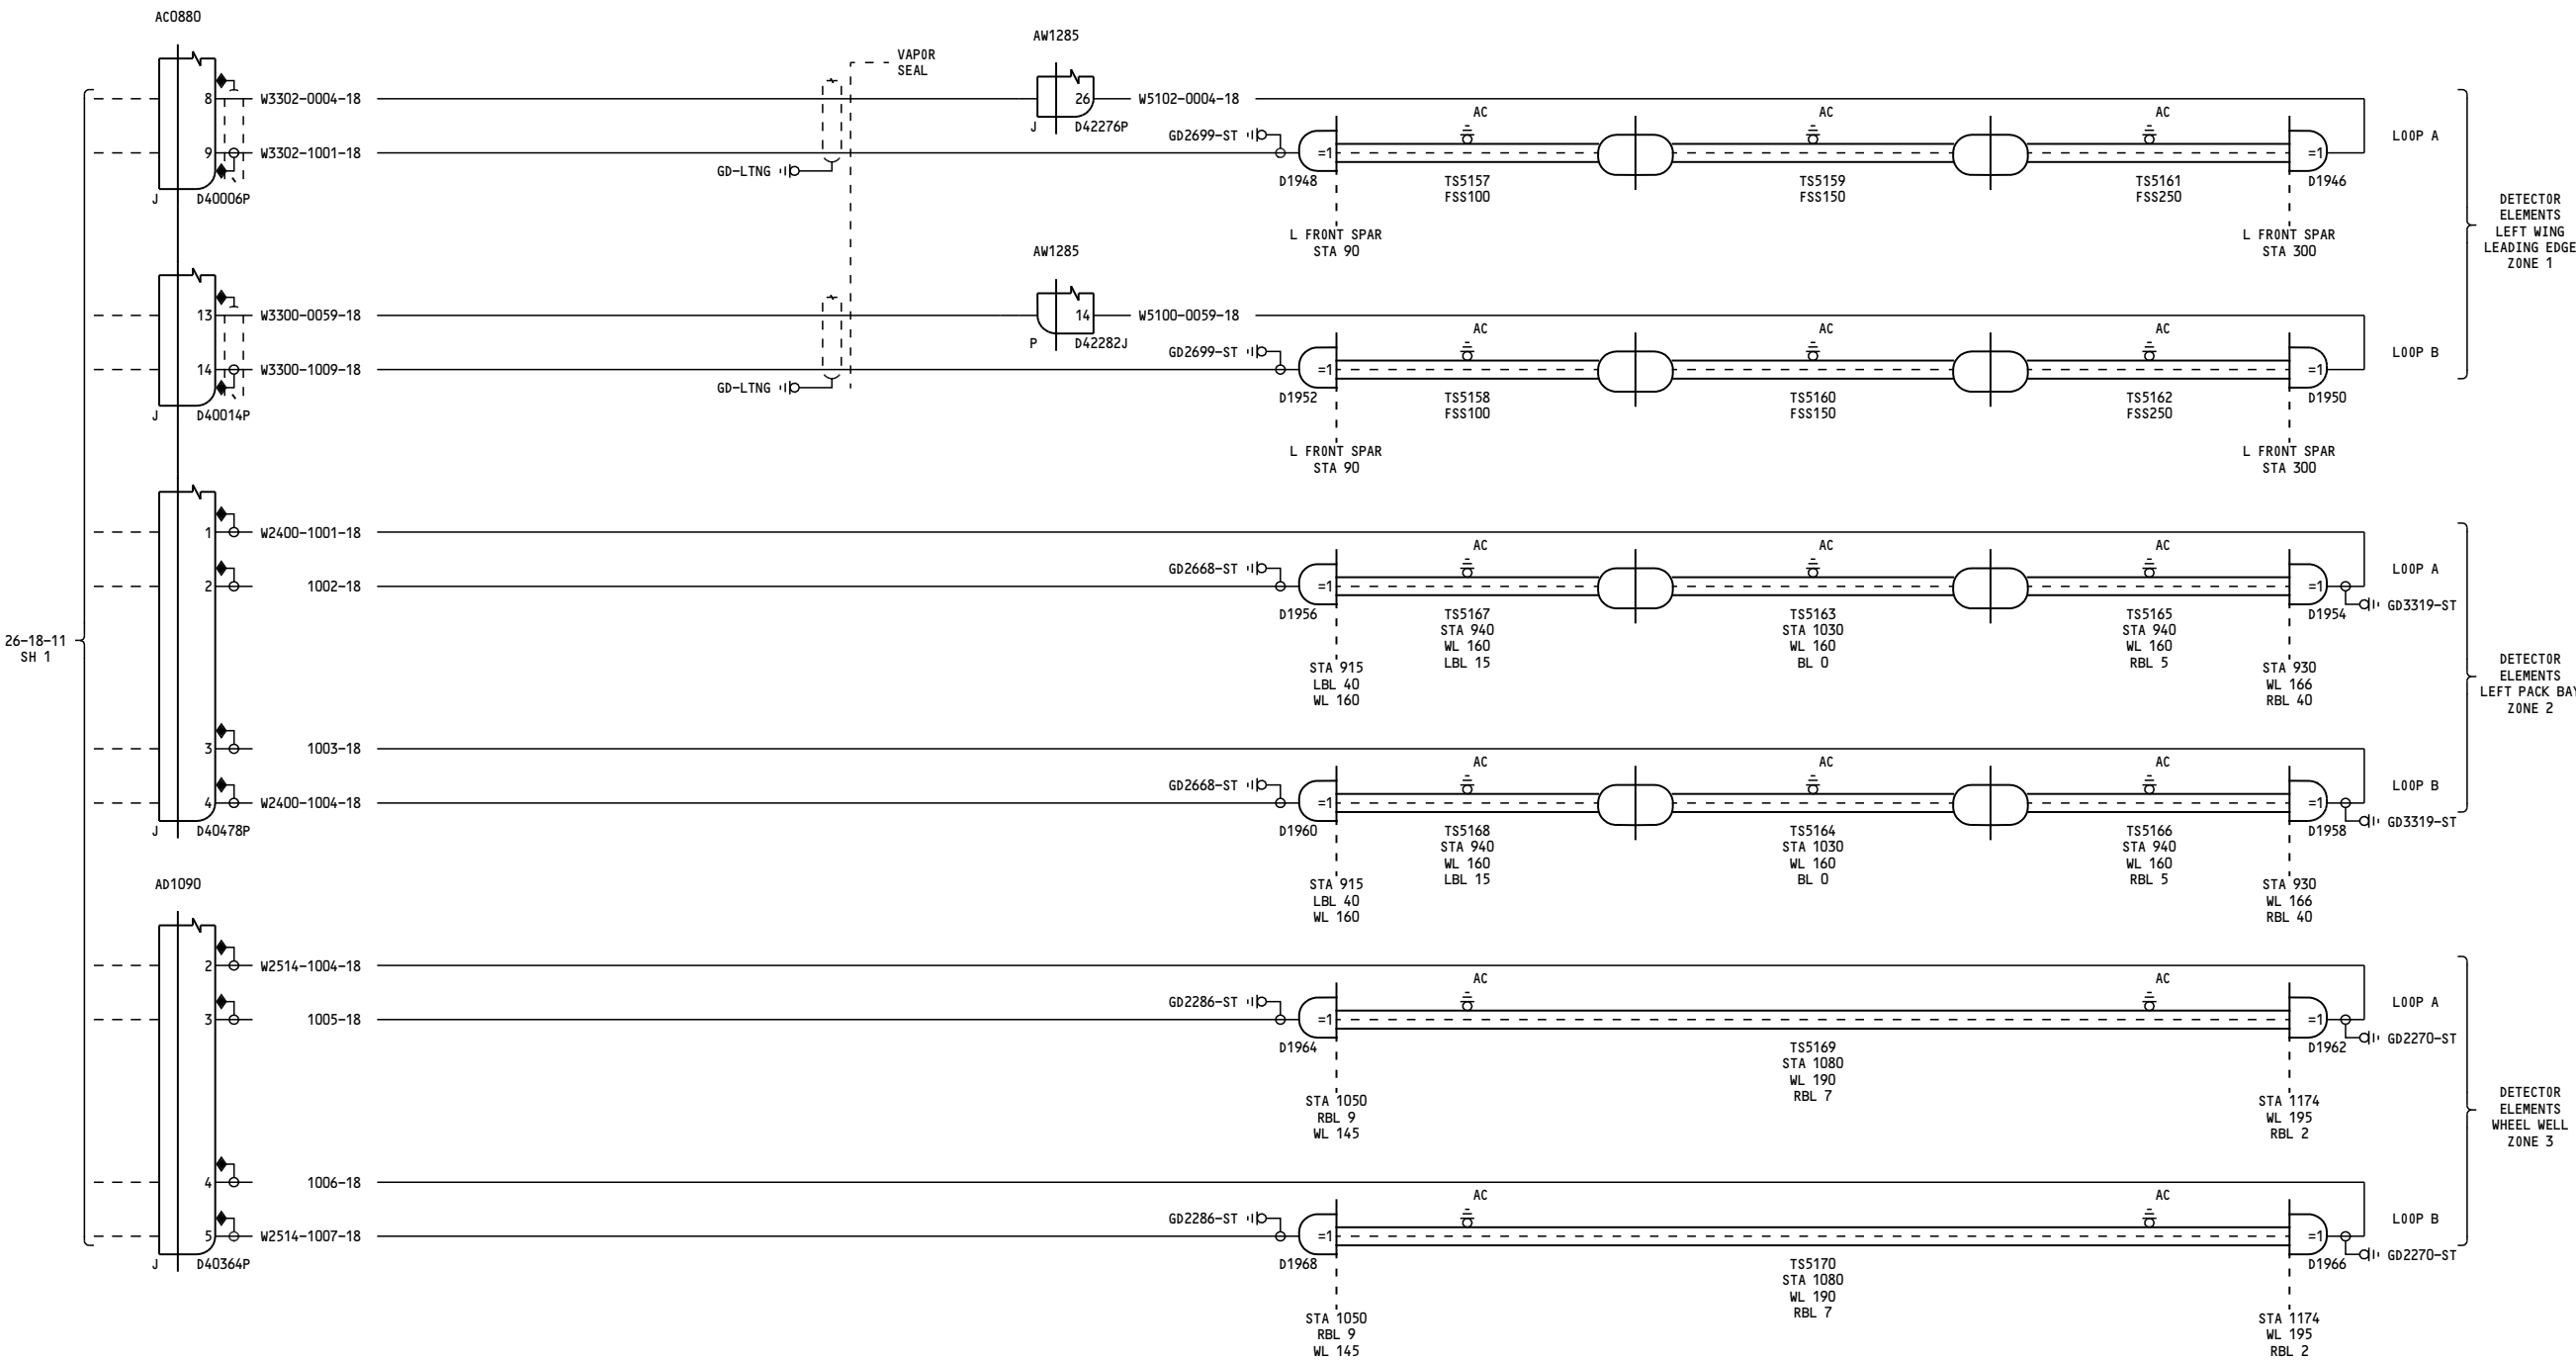 AC0880
VAPOR
SEAL
AW1285
8
W3302-0004-18
26
W5102-0004-18
J
D42276P
AC
AC
AC
GD2699-ST
LOOP A
9
W3302-1001-18
=1
=1
GD-LTNG
D1948
TS5157
FSS100
TS5159
FSS150
TS5161
FSS250
D1946
J
D40006P
L FRONT SPAR
STA 90
L FRONT SPAR
STA 300
DETECTOR
ELEMENTS
LEFT WING
LEADING EDGE
ZONE 1
AW1285
13
W3300-0059-18
14
W5100-0059-18
P
D42282J
AC
AC
AC
GD2699-ST
LOOP B
14
W3300-1009-18
=1
=1
GD-LTNG
D1952
TS5158
FSS100
TS5160
FSS150
TS5162
FSS250
D1950
J
D40014P
L FRONT SPAR
STA 90
L FRONT SPAR
STA 300
1
W2400-1001-18
AC
AC
AC
GD2668-ST
LOOP A
2
1002-18
=1
=1
GD3319-ST
D1956
TS5167
STA 940
WL 160
LBL 15
TS5163
STA 1030
WL 160
BL 0
TS5165
STA 940
WL 160
RBL 5
D1954
STA 915
LBL 40
WL 160
STA 930
WL 166
RBL 40
26-18-11
SH 1
DETECTOR
ELEMENTS
LEFT PACK BAY
ZONE 2
3
1003-18
AC
AC
AC
GD2668-ST
LOOP B
4
W2400-1004-18
=1
=1
GD3319-ST
J
D40478P
D1960
TS5168
STA 940
WL 160
LBL 15
TS5164
STA 1030
WL 160
BL 0
TS5166
STA 940
WL 160
RBL 5
D1958
STA 915
LBL 40
WL 160
STA 930
WL 166
RBL 40
AD1090
2
W2514-1004-18
AC
AC
GD2286-ST
LOOP A
3
1005-18
=1
=1
GD2270-ST
D1964
TS5169
STA 1080
WL 190
RBL 7
D1962
STA 1050
RBL 9
WL 145
STA 1174
WL 195
RBL 2
DETECTOR
ELEMENTS
WHEEL WELL
ZONE 3
4
1006-18
AC
AC
GD2286-ST
LOOP B
5
W2514-1007-18
=1
=1
GD2270-ST
J
D40364P
D1968
TS5170
STA 1080
WL 190
RBL 7
D1966
STA 1050
RBL 9
WL 145
STA 1174
WL 195
RBL 2